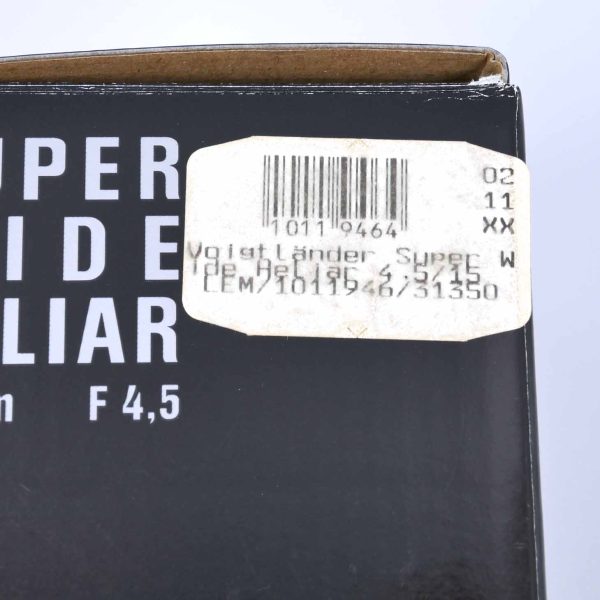 UPER
IDE
LIAR
m F 4,5
02
11
XX
1011 9464
Voigtländer Super W
ide Heliar 4.5/15
LEM/1011946/31350